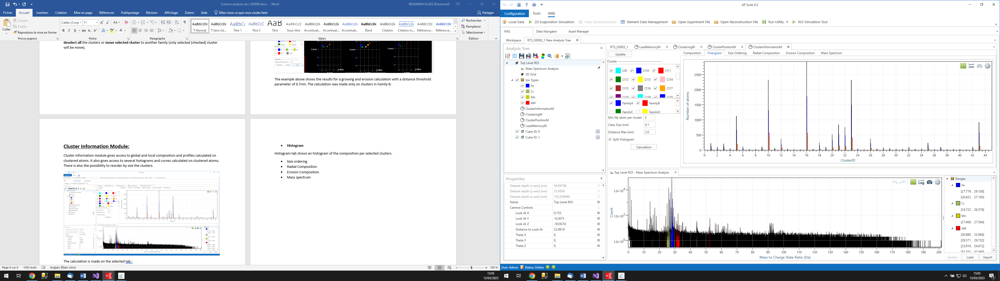 Custum analysis doc 230309.docx - Word
BENJAMIN KLAES (Personnel)
Fichier Accueil Insertion Création Mise en page Références Publipostage Révision Affichage Zotero Aide Dites-nous ce que vous voulez faire
Partager
Coller
Couper
Copier
Reproduire la mise en forme
Presse-papiers
Calibri (Corp 11
G I S abc
Police
Paragraphe
AaBbCcDc AaBbCcDc AaBbCc AaBbCcE AaB AaBbCcD AaBbCcDc AaBbCcDc AaBbCcDc AaBbCcDc AaBbCcDc AaBbCcDc AABBCCDE AABBCCDE
¶ Normal ¶ Sans int... Titre 1 Titre 2 Titre Sous-titre Accentuat... Accentuat... Accentuat... Élevé Citation Citation in... Référence... Référence...
Styles
Rechercher
Remplacer
Sélectionner
Édition
deselect all the clusters or move selected cluster to another family (only selected (checked) cluster
will be move).
The example above shows the results for a growing and erosion calculation with a distance threshold
parameter of 0.7nm. The calculation was made only on clusters in Family B.
Cluster Information Module:
Cluster information module gives access to global and local composition and profiles calculated on
clustered atoms. It also gives access to several histograms and curves calculated on clustered atoms.
There is also the possibility to reorder by size the clusters.
The calculation is made on the selected tab :
• Histogram
Histogram tab shows an histogram of the composition per selected clusters.
• Size ordering
• Radial Composition
• Erosion Composition
• Mass spectrum
Page 6 sur 6 1003 mots Anglais (États-Unis)
100 %
15:05
13/03/2023
AP Suite 6.3
Configuration Tools IVAS
Local Data 2D Evaporation Simulation View Synchronization Element Data Management Open Experiment File Open Reconstruction File Run Utility ROI Simulation Tool
IVAS Data Navigator Asset Manager
Workspace R73_03003_1 New Analysis Tree
Analysis Tree
Top Level ROI
Mass Spectrum Analysis
3D Grid
Ion Types
Fe
Cr
Mn
AM
ClusterInformationM
ClusteringM
ClusterPositionM
LoadMemoryM
Cube ID: 0
Cube ID: 1
Properties
Dataset depth (x-axis) (nm) 56,94746
Dataset depth (y-axis) (nm) 55,6836
Dataset depth (z-axis) (nm) 102,028946
Name Top Level ROI
Camera Controls
Look At X 0,155
Look At Y -0,2675
Look At Z -50,9374
Distance to Look At 22,9614
Theta X 0,
Theta Y 0,
Theta Z 0,
R73_03003_1 LoadMemoryM ClusteringM ClusterPositionM ClusterInformationM
Update
Cluster
Cl9 Cl10 Cl11
Cl12 Cl13 Cl14
Cl15 Cl16 Cl17
Cl18 Cl19 Cl20
FamilyA FamilyB
FamilyC FamilyD
Min Nb atom per cluster 5
Class Size (nm) 0.1
Distance Max (nm) 2.0
Split Histogram
Calculation
Composition Histogram Size Ordering Radial Composition Erosion Composition Mass Spectrum
Line
Number of atoms
2500
2000
1500
1000
500
0
0 2 4 6 8 10 12 14 16 18 20 22 24 26 28 30 32 34 36 38 40 42 44
ClusterID
Top Level ROI - Mass Spectrum Analysis
Log
Count
1.0×10⁴
1.0×10²
1.0×10⁰
0 10 20 30 40 50 60 70 80 90 100 110 120 130 140 150 160 170 180 190 200
Mass to Charge State Ratio (Da)
Ranges
Fe
[27.779 , 29.108]
[26.822 , 27.193]
Cr
[24.722 , 26.578]
Mn
[27.408 , 27.564]
AM
[30.886 , 33.064]
[29.571 , 29.732]
[23.919 , 24.072]
[52.352 , 52.560]
Update Load Export
User: Admin Status: Online
15:05
13/03/2023